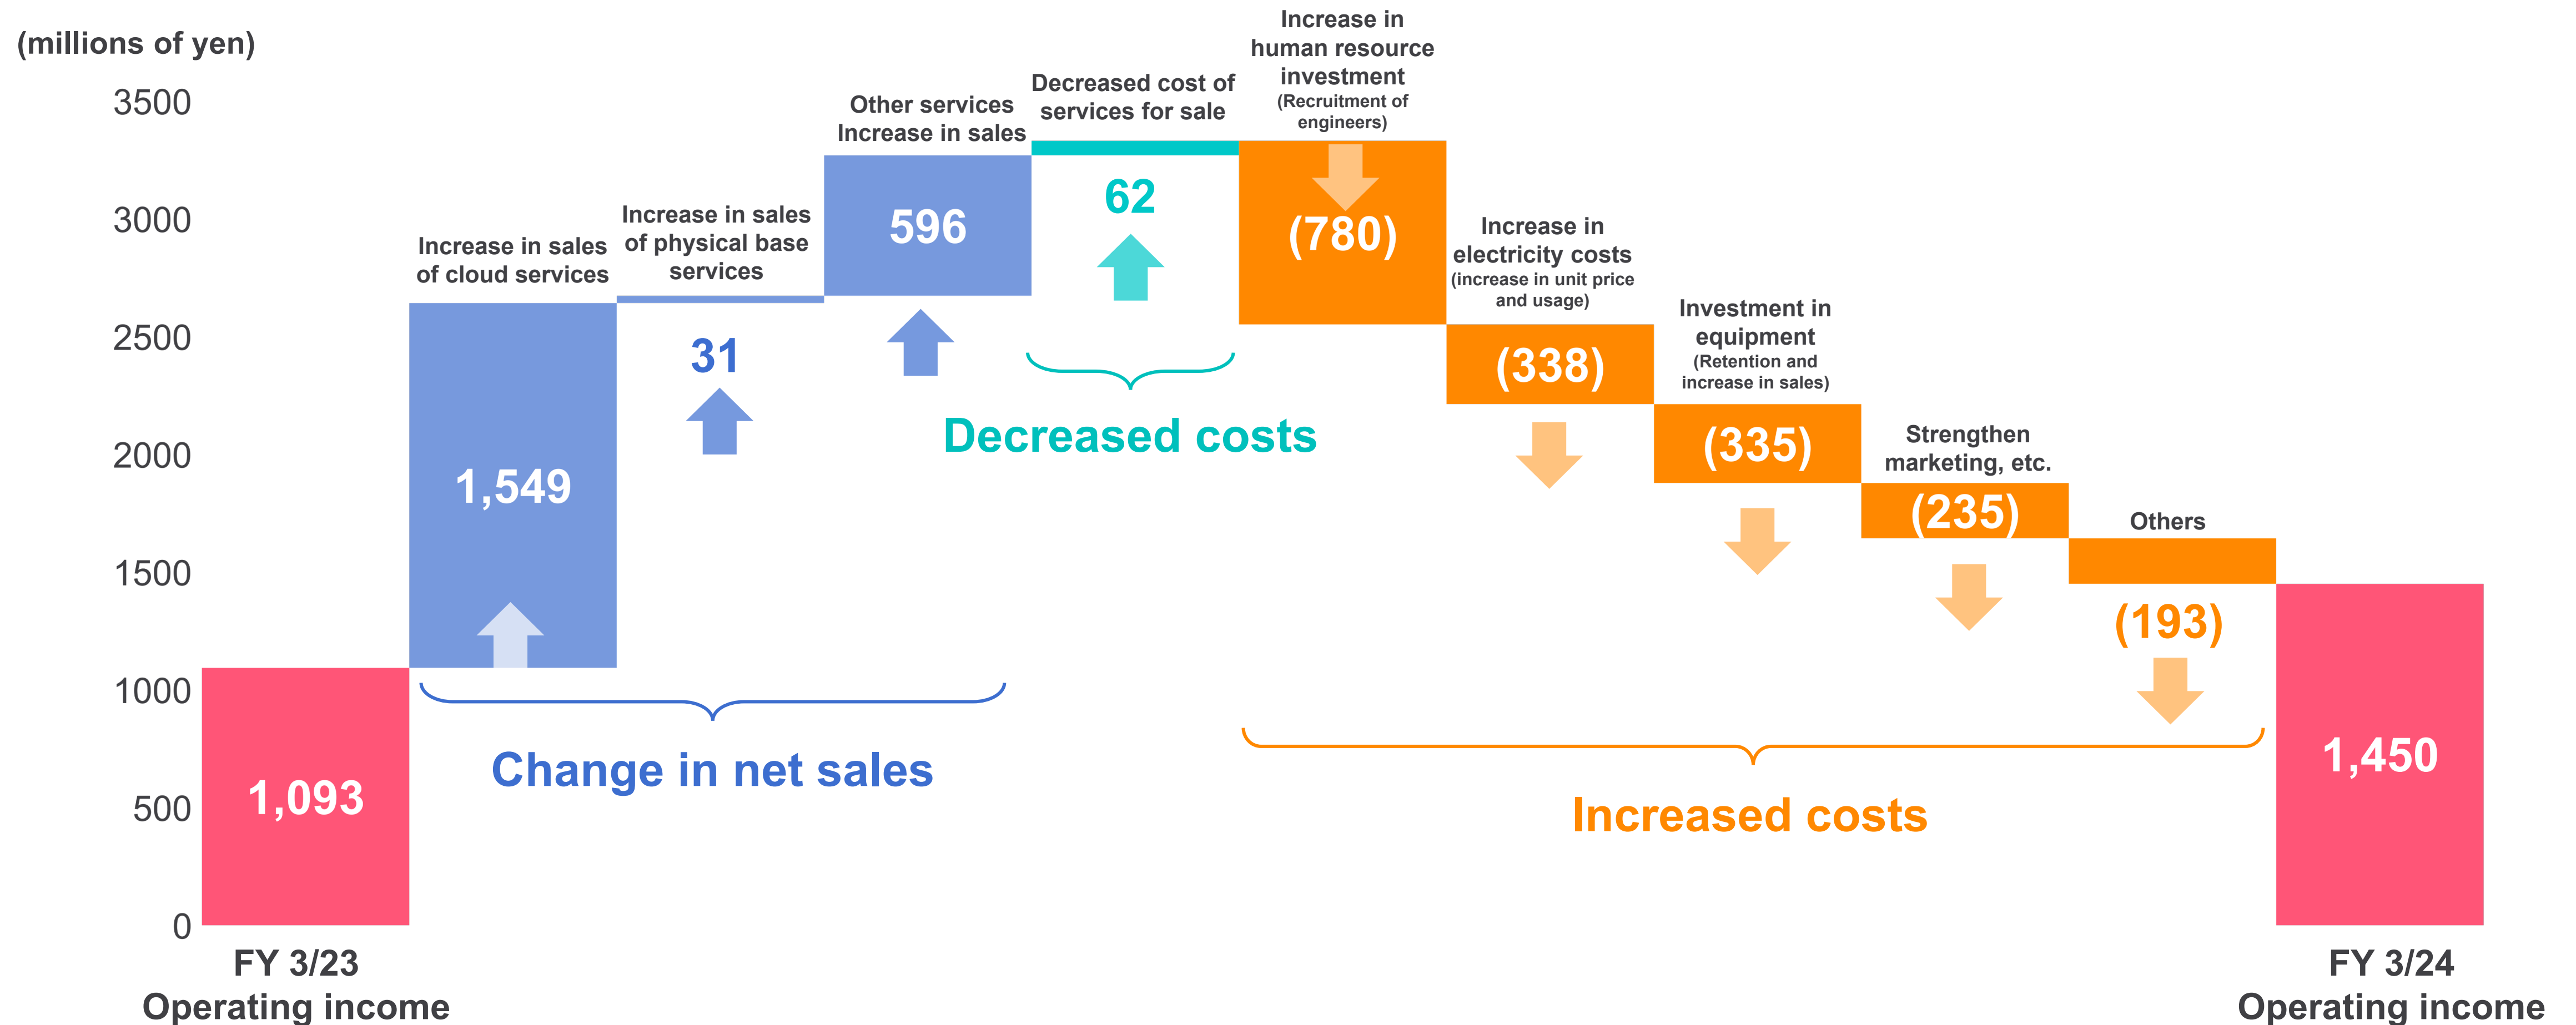 (millions of yen)
3500
3000
2500
2000
1500
1000
500
0
FY 3/23
Operating income
1,093
Increase in sales
of cloud services
1,549
Increase in sales
of physical base
services
31
Other services
Increase in sales
596
Change in net sales
Decreased cost of
services for sale
62
Decreased costs
Increase in
human resource
investment
(Recruitment of
engineers)
(780)
Increase in
electricity costs
(increase in unit price
and usage)
(338)
Investment in
equipment
(Retention and
increase in sales)
(335)
Strengthen
marketing, etc.
(235)
Others
(193)
Increased costs
1,450
FY 3/24
Operating income